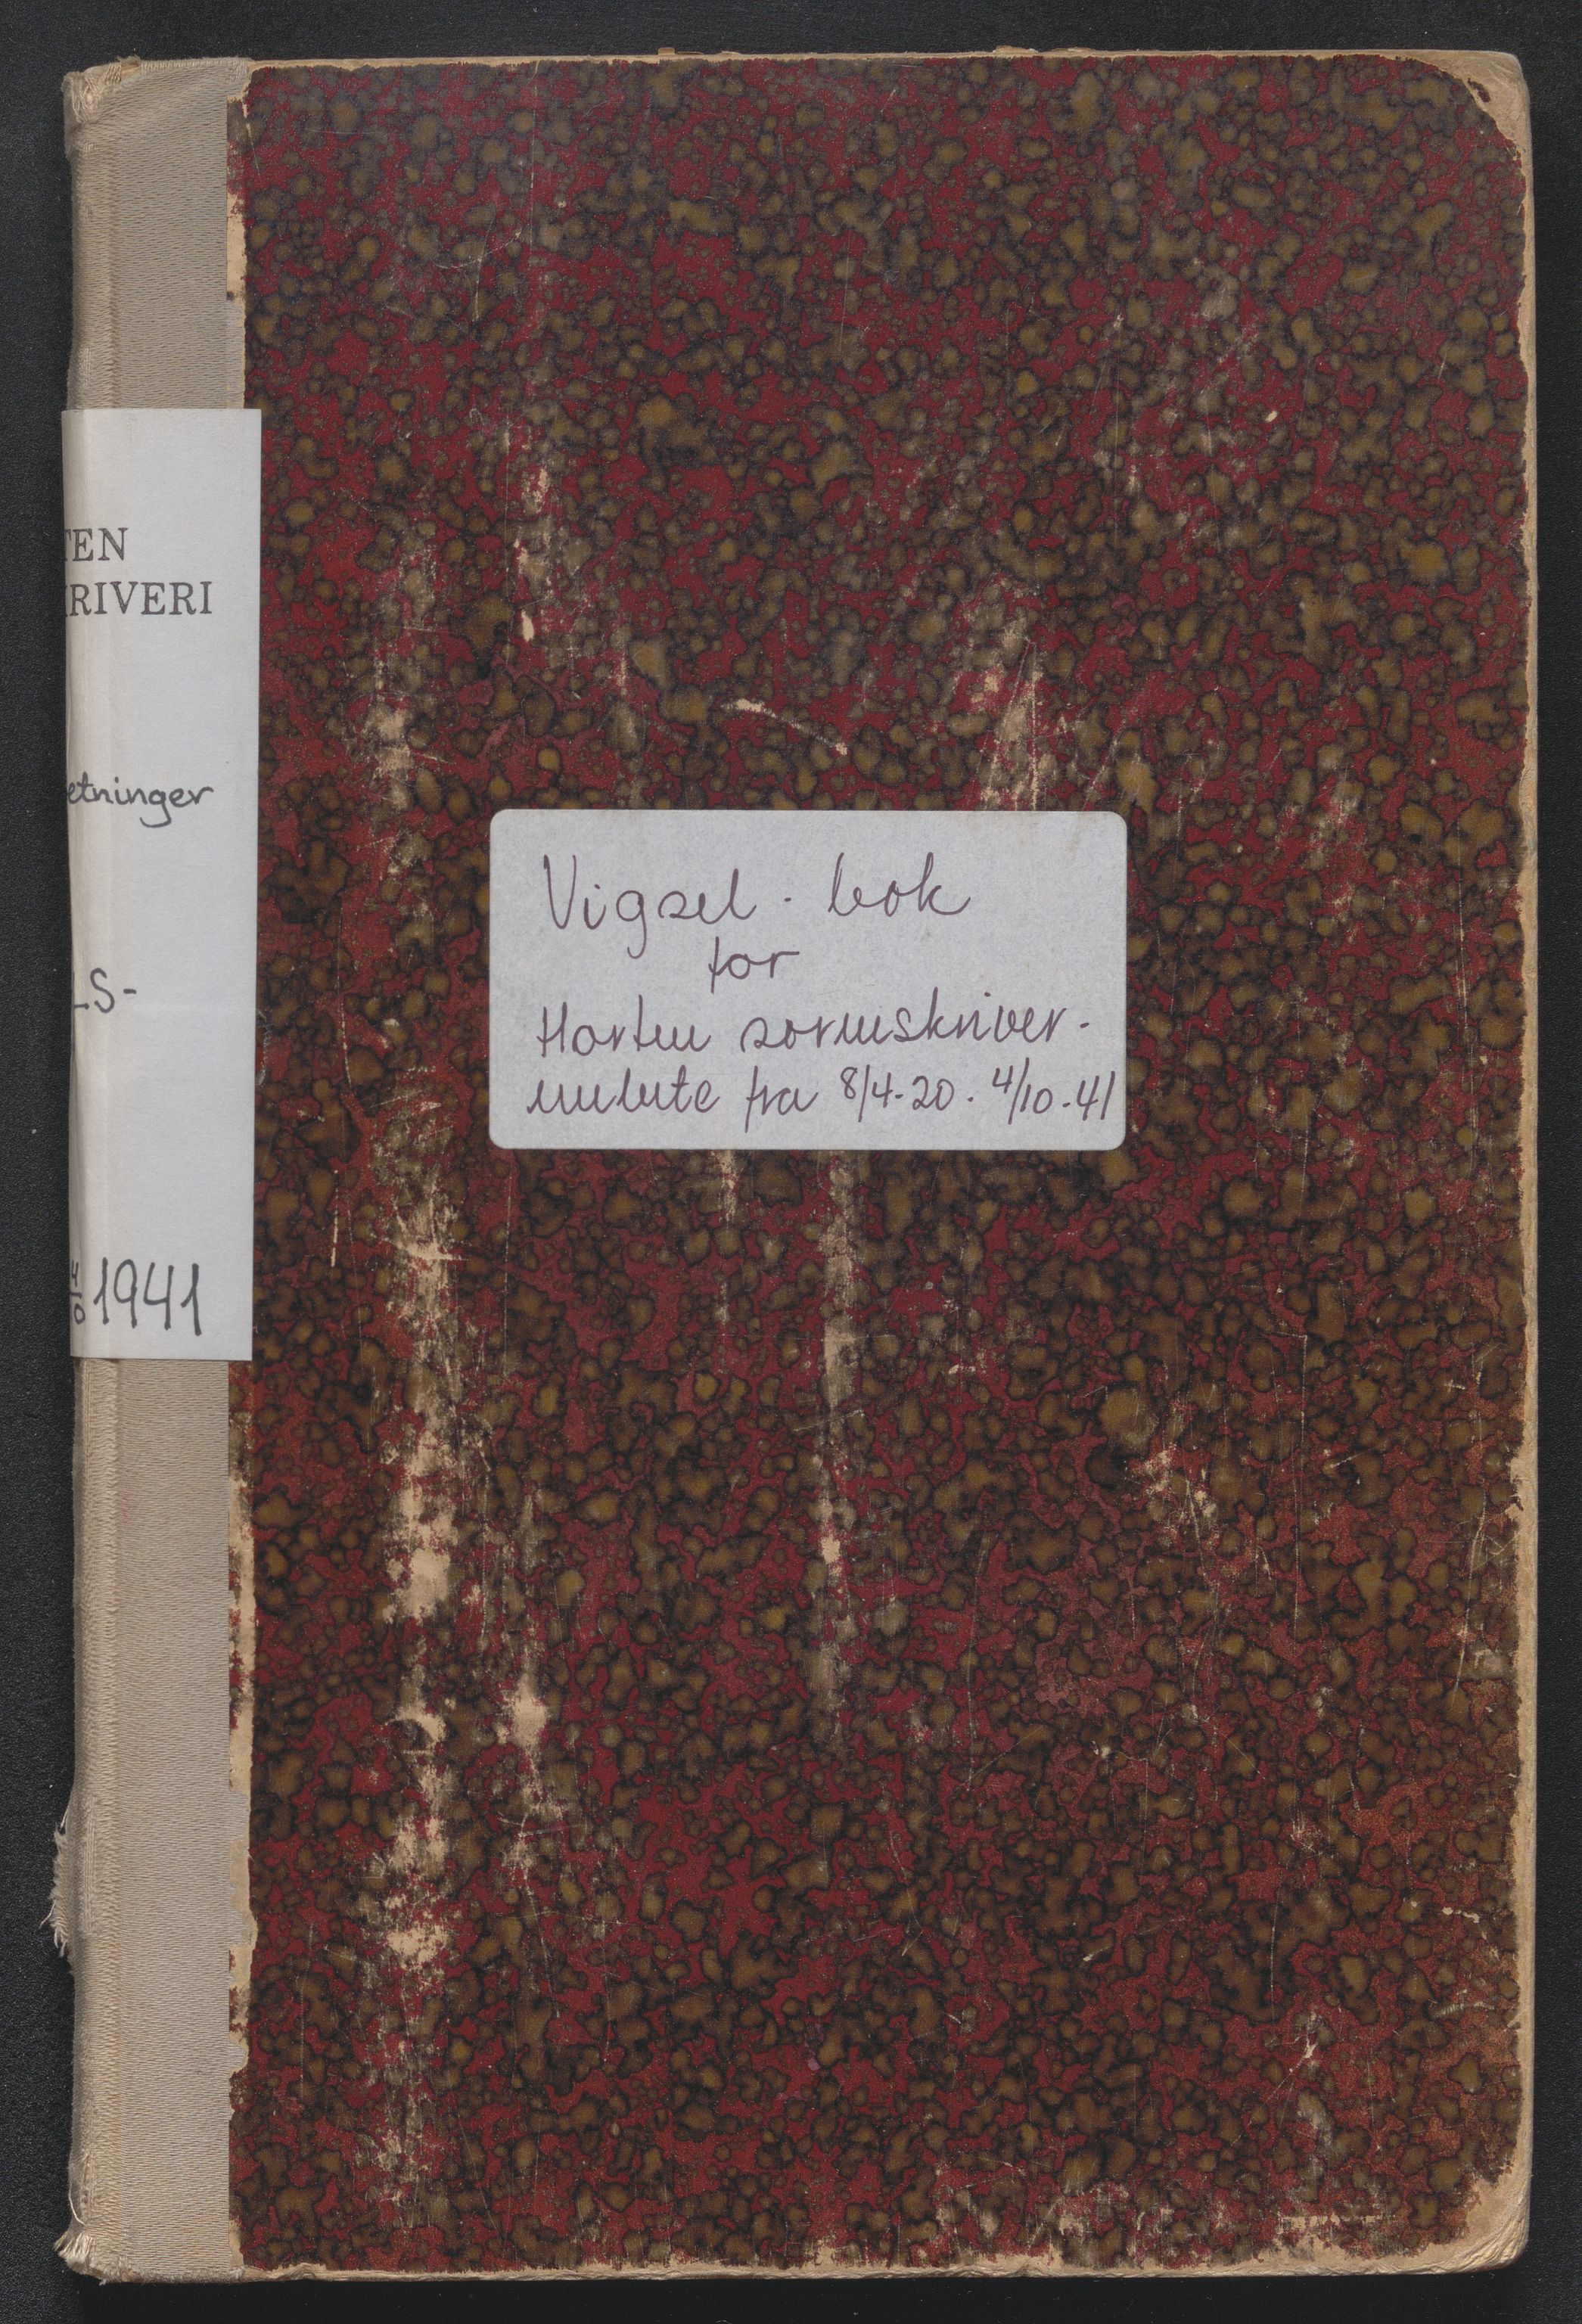 TEN
RIVERI
etninger
LS-
1941
Vigsel-bok
for
Horten sorenskriver-
embete fra 8/4-20. 4/10-41